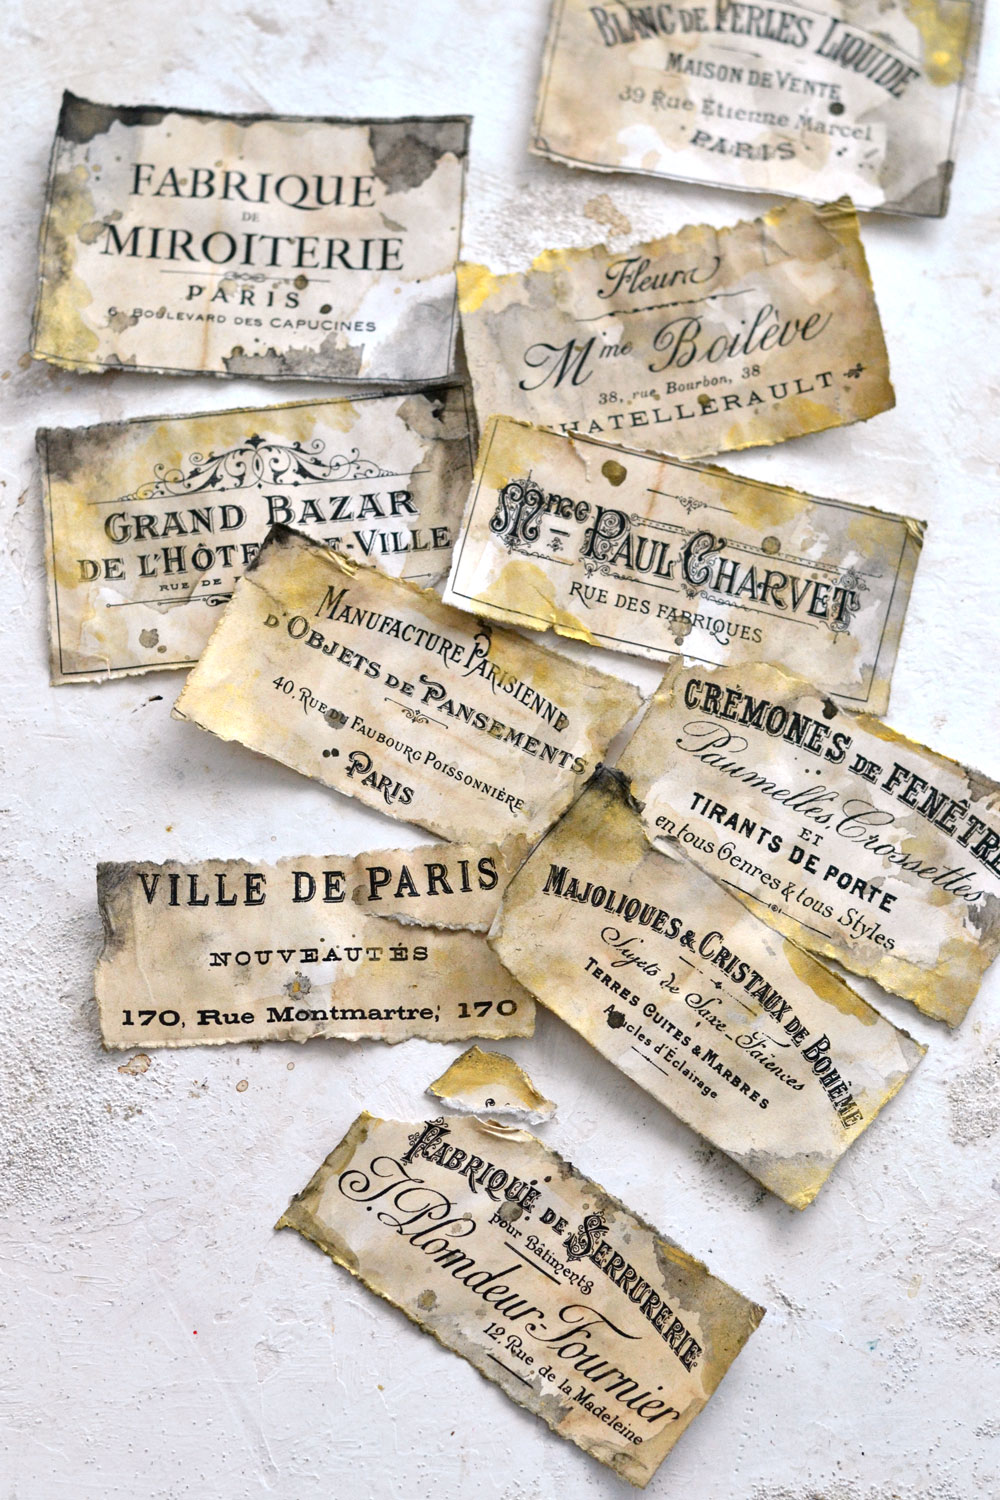 BLANC DE PERLES LIQUIDE
MAISON DE VENTE
39 Rue Étienne Marcel
PARIS
FABRIQUE
DE
MIROITERIE
PARIS
6 BOULEVARD DES CAPUCINES
Fleurs
Mme Boilève
38, rue Bourbon, 38
CHATELLERAULT
GRAND BAZAR
DE L'HÔTE E-VILLE
RUE DE
Mme PAUL CHARVET
RUE DES FABRIQUES
MANUFACTURE PARISIENNE
D'OBJETS DE PANSEMENTS
40, RUE DU FAUBOURG POISSONNIÈRE
PARIS
CRÉMONES DE FENÊTRE
Paumelles, Crossettes
ET
TIRANTS DE PORTE
en tous Genres & tous Styles
VILLE DE PARIS
NOUVEAUTÉS
170, Rue Montmartre, 170
MAJOLIQUES & CRISTAUX DE BOHÈME
Sujets de Saxe - Faïences
TERRES CUITES & MARBRES
Articles d'Éclairage
FABRIQUE DE SERRURERIE
pour Bâtiments
J. Plomdeur-Fournier
12, Rue de la Madeleine